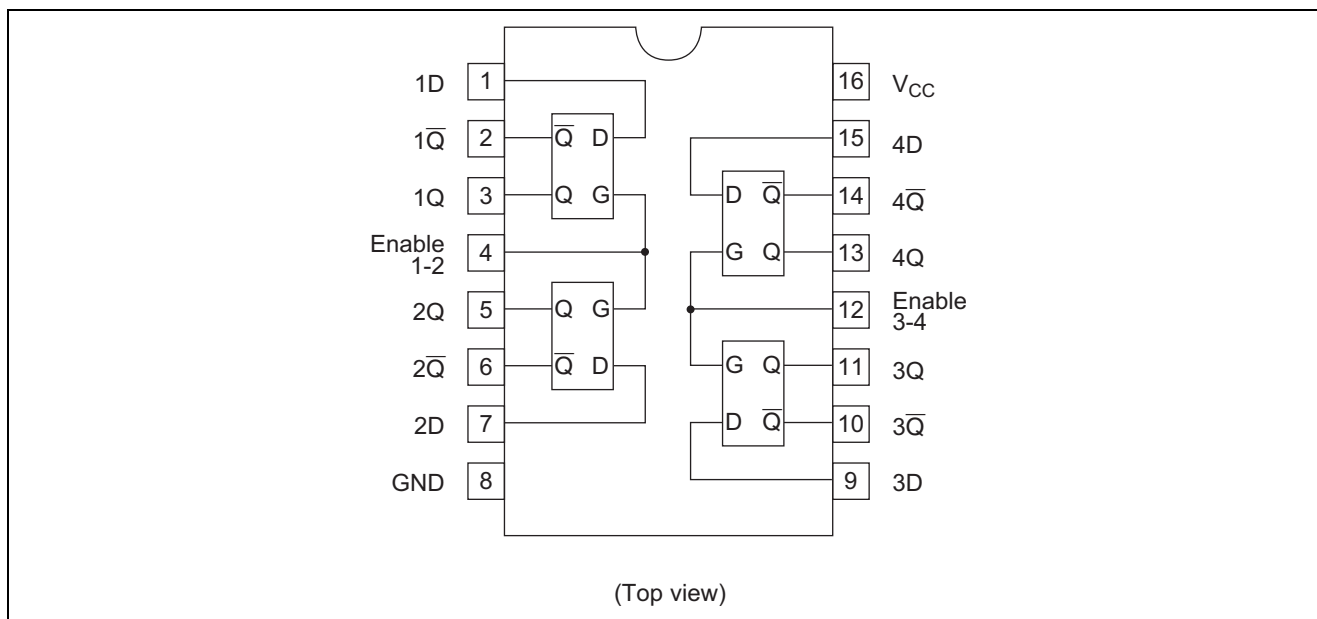 1D 1
1Q̅ 2
1Q 3
Enable
1-2
4
2Q 5
2Q̅ 6
2D 7
GND 8
Q̅ D
Q G
Q G
Q̅ D
D Q̅
G Q
G Q
D Q̅
16 VCC
15 4D
14 4Q̅
13 4Q
12 Enable
3-4
11 3Q
10 3Q̅
9 3D
(Top view)